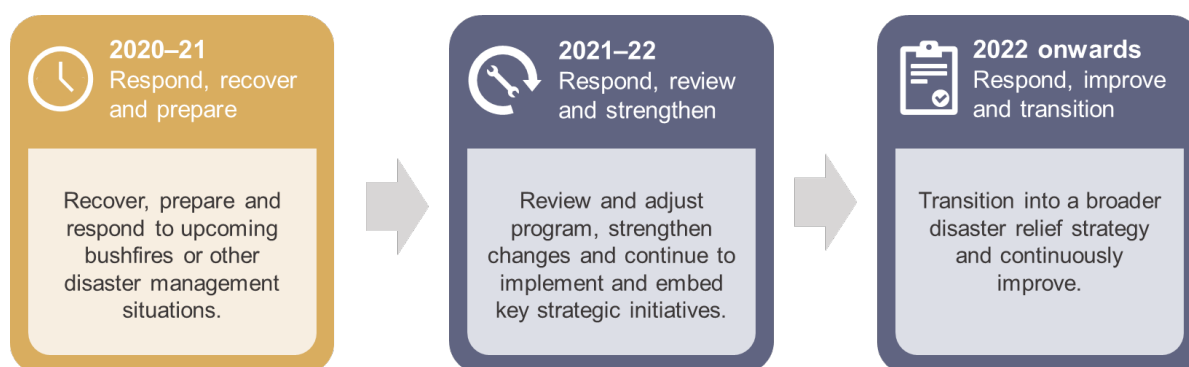 2020–21
Respond, recover
and prepare
Recover, prepare and
respond to upcoming
bushfires or other
disaster management
situations.
2021–22
Respond, review
and strengthen
Review and adjust
program, strengthen
changes and continue to
implement and embed
key strategic initiatives.
2022 onwards
Respond, improve
and transition
Transition into a broader
disaster relief strategy
and continuously
improve.